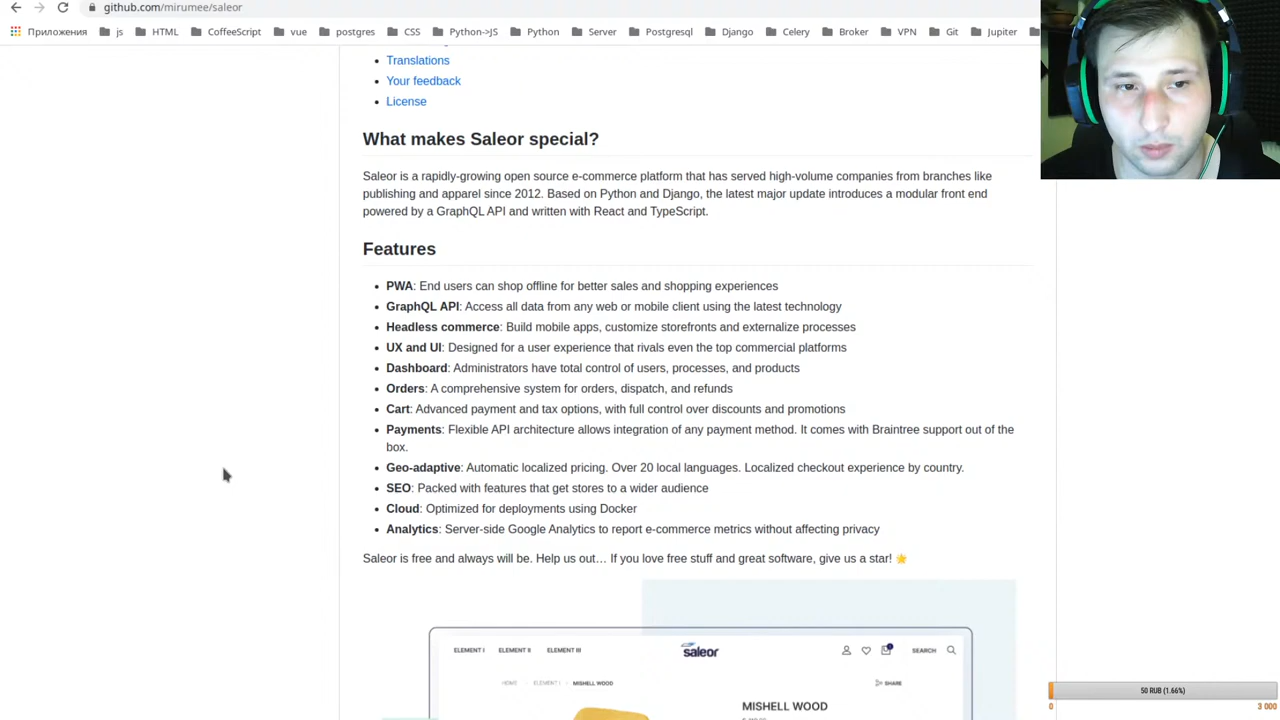 github.com/mirumee/saleor
Приложения js HTML CoffeeScript vue postgres CSS Python->JS Python Server Postgresql Django Celery Broker VPN Git Jupiter
Translations
Your feedback
License
What makes Saleor special?
Saleor is a rapidly-growing open source e-commerce platform that has served high-volume companies from branches like
publishing and apparel since 2012. Based on Python and Django, the latest major update introduces a modular front end
powered by a GraphQL API and written with React and TypeScript.
Features
PWA: End users can shop offline for better sales and shopping experiences
GraphQL API: Access all data from any web or mobile client using the latest technology
Headless commerce: Build mobile apps, customize storefronts and externalize processes
UX and UI: Designed for a user experience that rivals even the top commercial platforms
Dashboard: Administrators have total control of users, processes, and products
Orders: A comprehensive system for orders, dispatch, and refunds
Cart: Advanced payment and tax options, with full control over discounts and promotions
Payments: Flexible API architecture allows integration of any payment method. It comes with Braintree support out of the
box.
Geo-adaptive: Automatic localized pricing. Over 20 local languages. Localized checkout experience by country.
SEO: Packed with features that get stores to a wider audience
Cloud: Optimized for deployments using Docker
Analytics: Server-side Google Analytics to report e-commerce metrics without affecting privacy
Saleor is free and always will be. Help us out… If you love free stuff and great software, give us a star! 🌟
ELEMENT I ELEMENT II ELEMENT III saleor SEARCH
HOME ELEMENT I MISHELL WOOD SHARE
MISHELL WOOD
50 RUB (1.66%)
0 3 000